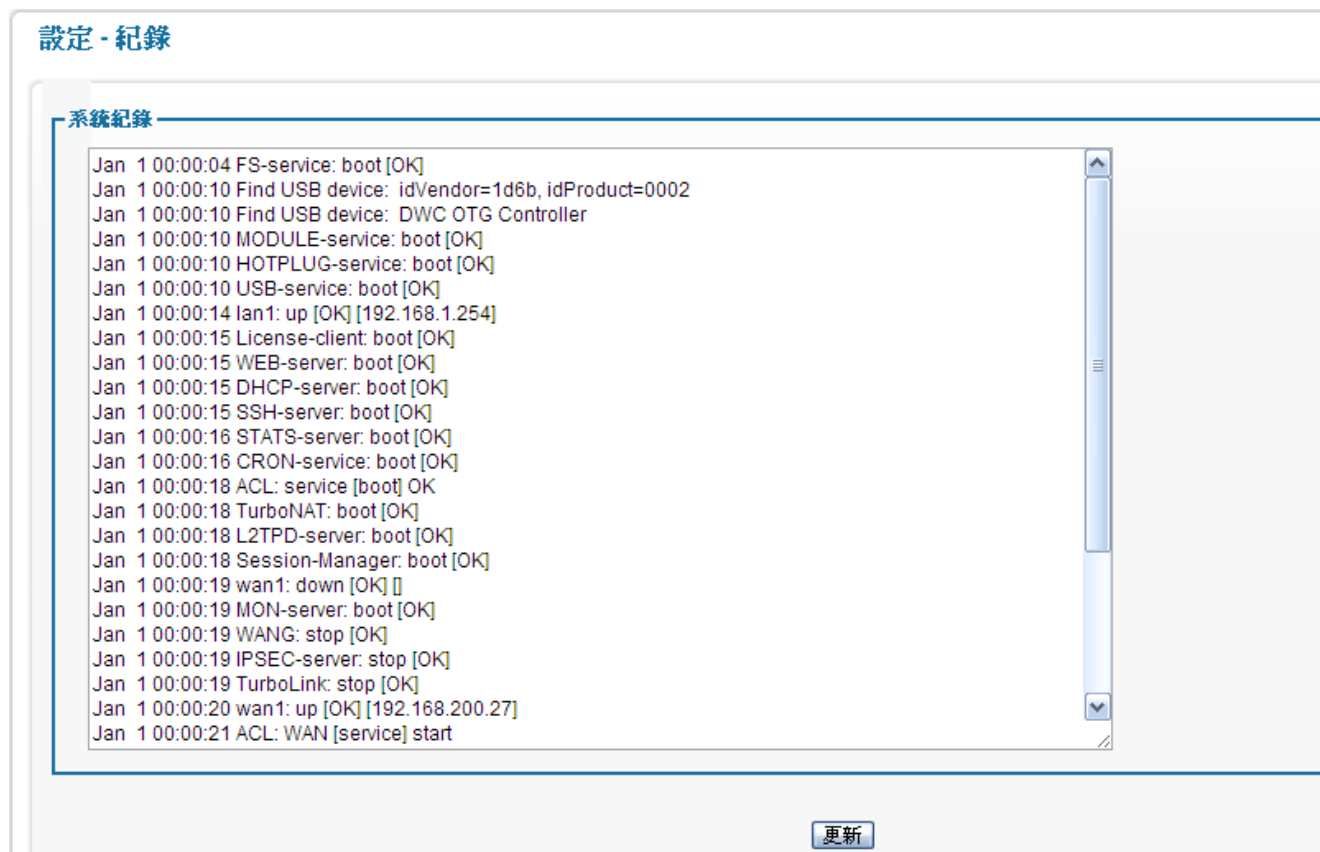 設定 - 紀錄
系統紀錄
Jan  1 00:00:04 FS-service: boot [OK]
Jan  1 00:00:10 Find USB device:  idVendor=1d6b, idProduct=0002
Jan  1 00:00:10 Find USB device:  DWC OTG Controller
Jan  1 00:00:10 MODULE-service: boot [OK]
Jan  1 00:00:10 HOTPLUG-service: boot [OK]
Jan  1 00:00:10 USB-service: boot [OK]
Jan  1 00:00:14 lan1: up [OK] [192.168.1.254]
Jan  1 00:00:15 License-client: boot [OK]
Jan  1 00:00:15 WEB-server: boot [OK]
Jan  1 00:00:15 DHCP-server: boot [OK]
Jan  1 00:00:15 SSH-server: boot [OK]
Jan  1 00:00:16 STATS-server: boot [OK]
Jan  1 00:00:16 CRON-service: boot [OK]
Jan  1 00:00:18 ACL: service [boot] OK
Jan  1 00:00:18 TurboNAT: boot [OK]
Jan  1 00:00:18 L2TPD-server: boot [OK]
Jan  1 00:00:18 Session-Manager: boot [OK]
Jan  1 00:00:19 wan1: down [OK] []
Jan  1 00:00:19 MON-server: boot [OK]
Jan  1 00:00:19 WANG: stop [OK]
Jan  1 00:00:19 IPSEC-server: stop [OK]
Jan  1 00:00:19 TurboLink: stop [OK]
Jan  1 00:00:20 wan1: up [OK] [192.168.200.27]
Jan  1 00:00:21 ACL: WAN [service] start
更新